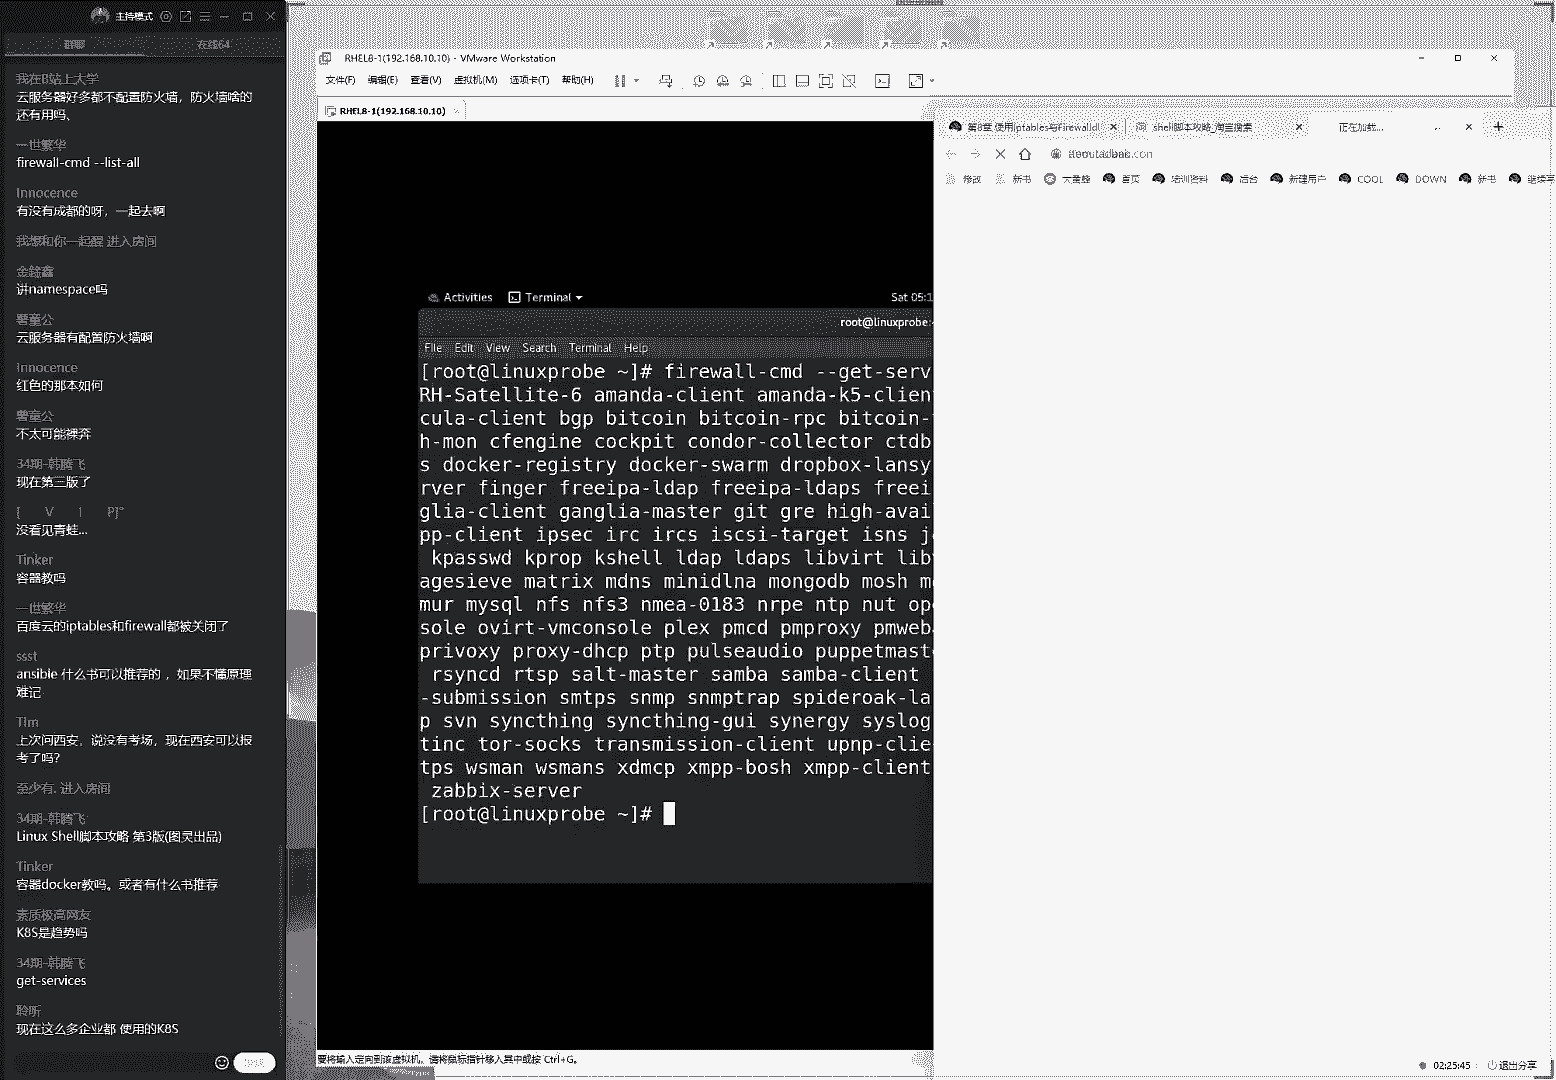 主持模式
群聊
在线64
我在B站上大学
云服务器好多都不配置防火墙，防火墙啥的
还有用吗、
一世繁华
firewall-cmd --list-all
Innocence
有没有成都的呀，一起去啊
我想和你一起醒 进入房间
金鎔鑫
讲namespace吗
署童公
云服务器有配置防火墙啊
Innocence
红色的那本如何
署童公
不太可能裸奔
34期-韩腾飞
现在第三版了
[ V I P]°
没看见青蛙...
Tinker
容器教吗
一世繁华
百度云的iptables和firewall都被关闭了
ssst
ansible 什么书可以推荐的 ，如果不懂原理
难记
Tim
上次问西安，说没有考场，现在西安可以报
考了吗？
至少有. 进入房间
34期-韩腾飞
Linux Shell脚本攻略 第3版(图灵出品)
Tinker
容器docker教吗。或者有什么书推荐
素质极高网友
K8S是趋势吗
34期-韩腾飞
get-services
聆听
现在这么多企业都 使用的K8S
RHEL8-1(192.168.10.10) - VMware Workstation
文件(F) 编辑(E) 查看(V) 虚拟机(M) 选项卡(T) 帮助(H)
RHEL8-1(192.168.10.10)
Activities Terminal Sat 05:1
root@linuxprobe:
File Edit View Search Terminal Help
[root@linuxprobe ~]# firewall-cmd --get-serv
RH-Satellite-6 amanda-client amanda-k5-clien
cula-client bgp bitcoin bitcoin-rpc bitcoin-
h-mon cfengine cockpit condor-collector ctdb
s docker-registry docker-swarm dropbox-lansy
rver finger freeipa-ldap freeipa-ldaps freei
glia-client ganglia-master git gre high-avai
pp-client ipsec irc ircs iscsi-target isns j
kpasswd kprop kshell ldap ldaps libvirt lib
agesieve matrix mdns minidlna mongodb mosh m
mur mysql nfs nfs3 nmea-0183 nrpe ntp nut op
sole ovirt-vmconsole plex pmcd pmproxy pmweb
privoxy proxy-dhcp ptp pulseaudio puppetmast
rsyncd rtsp salt-master samba samba-client
-submission smtps snmp snmptrap spideroak-la
p svn syncthing syncthing-gui synergy syslog
tinc tor-socks transmission-client upnp-clie
tps wsman wsmans xdmcp xmpp-bosh xmpp-client
zabbix-server
[root@linuxprobe ~]#
要将输入定向到该虚拟机，请将鼠标指针移入其中或按 Ctrl+G。
第8章 使用Iptables与Firewalld
shell脚本攻略_淘宝搜索
正在加载...
修改 新书 大黄蜂 首页 培训资料 后台 新建用户 COOL DOWN 新书 继续写
02:25:45
退出分享